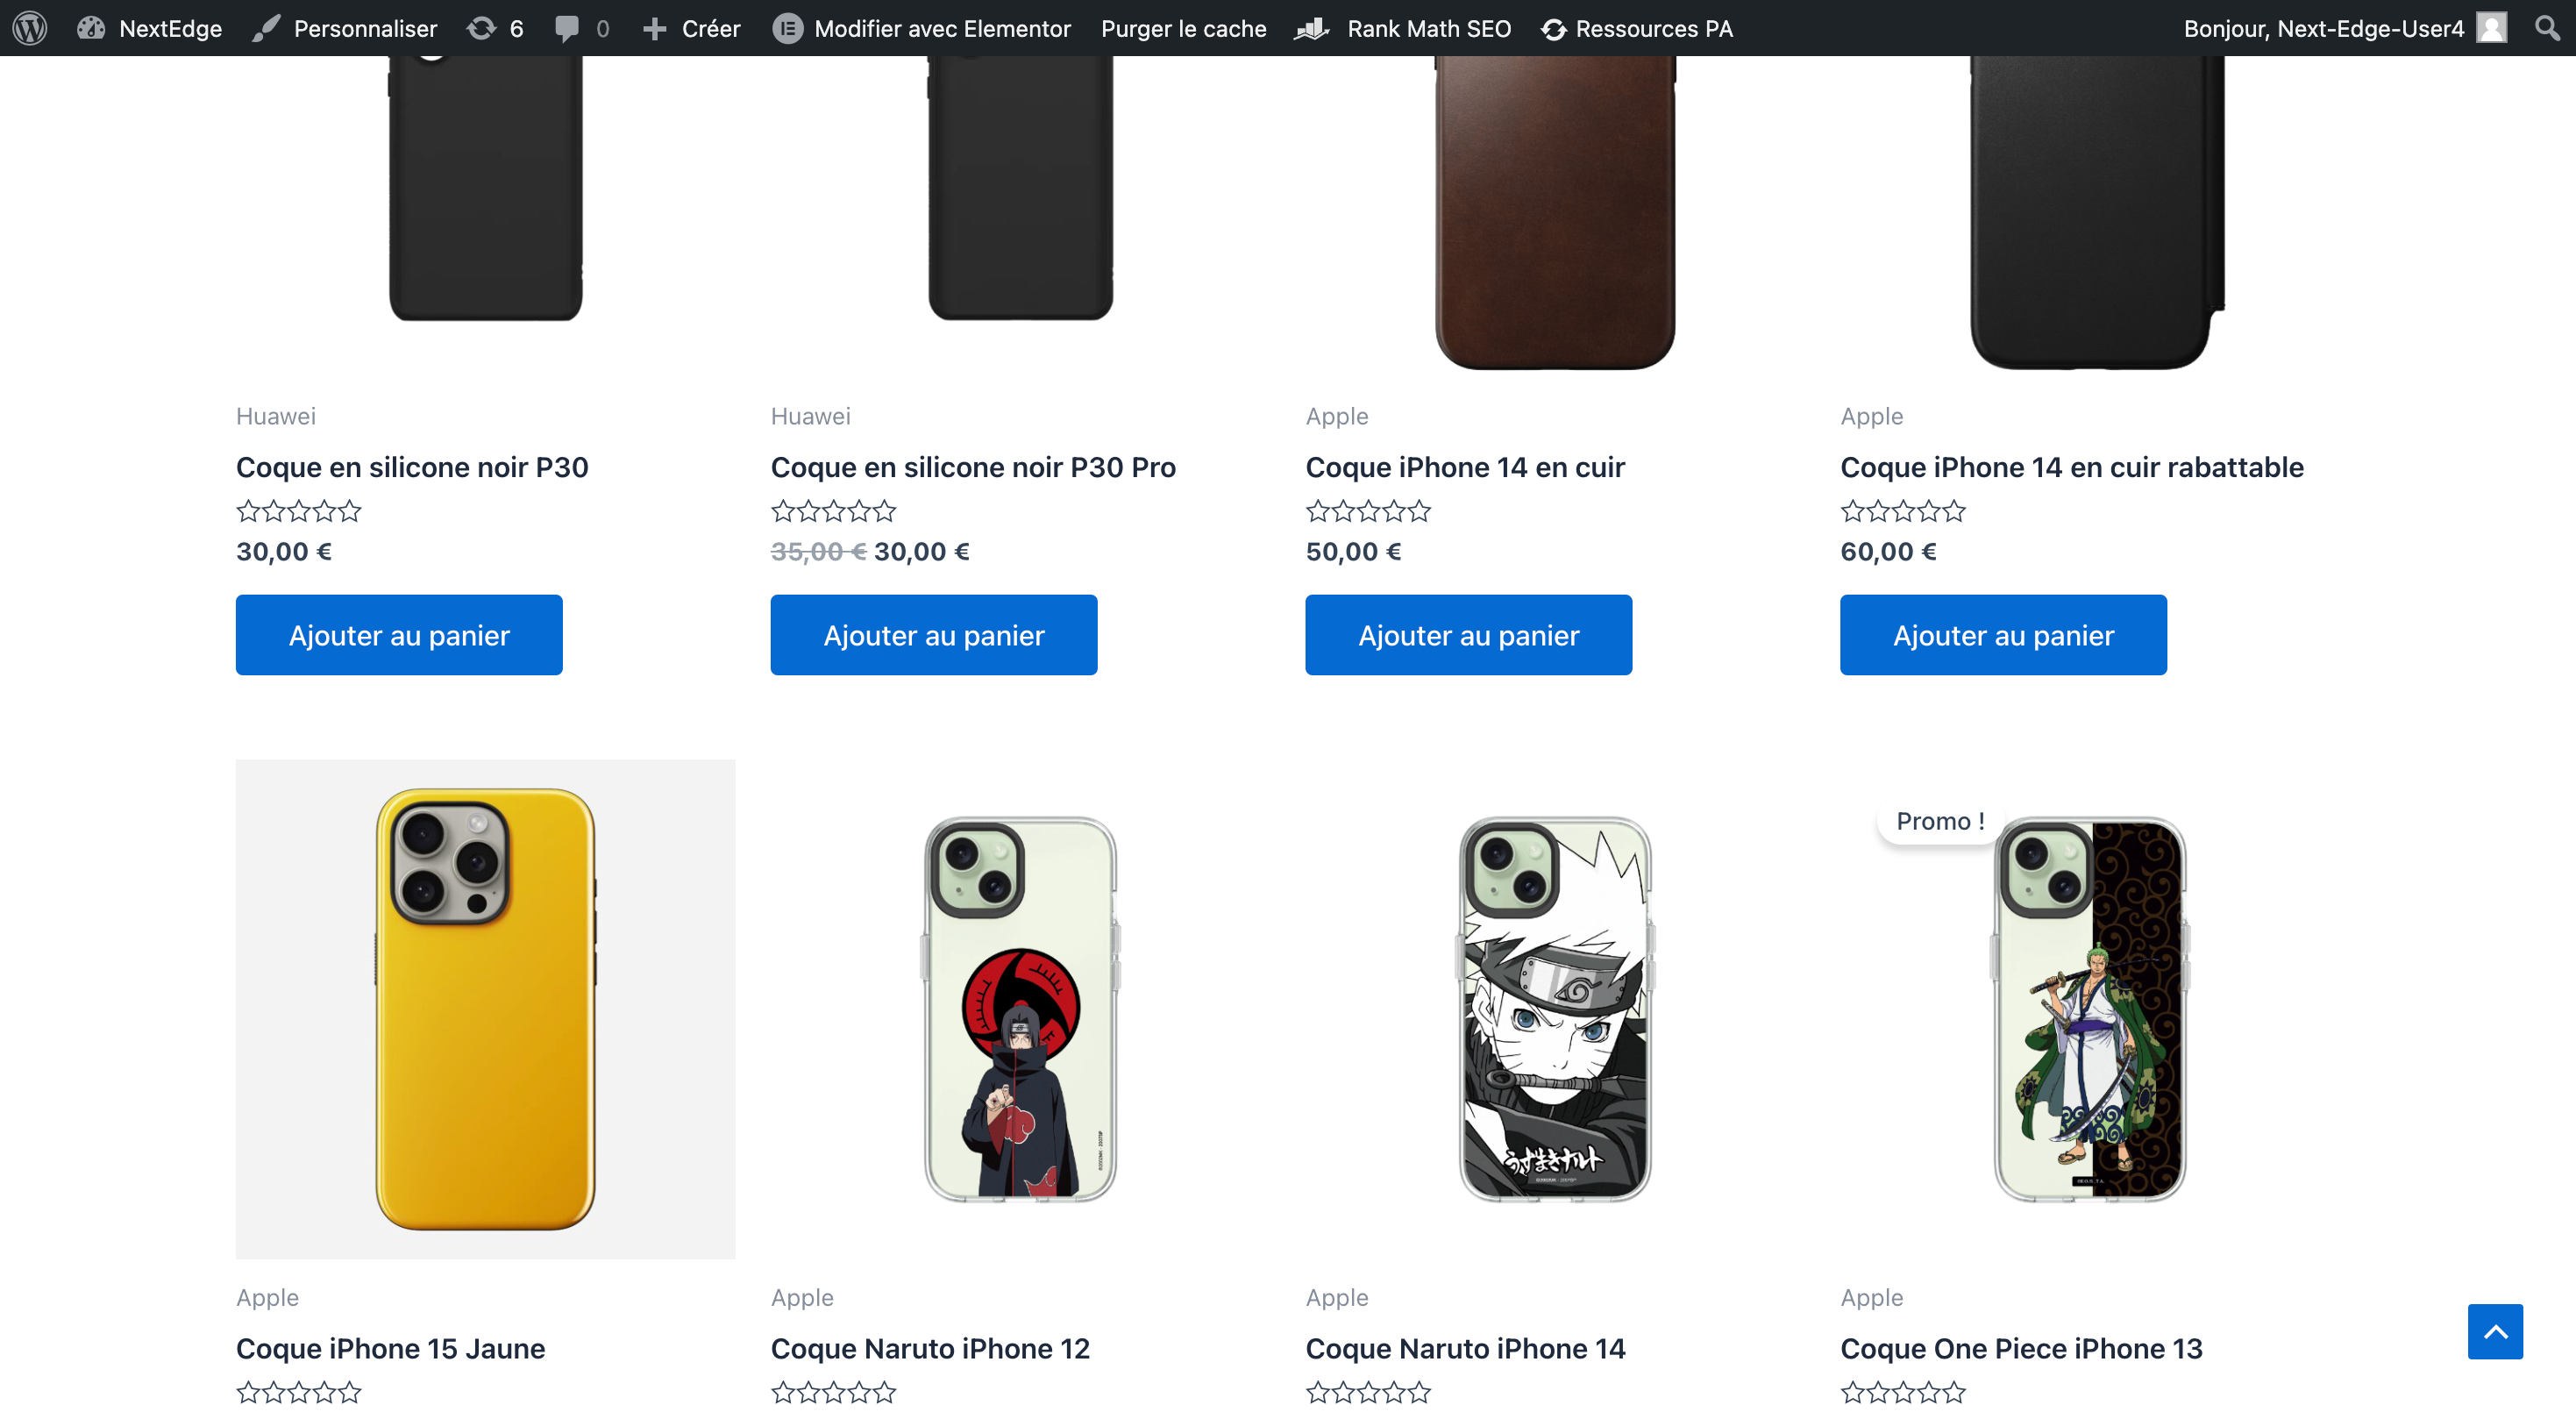 NextEdge Personnaliser 6 0 Créer Modifier avec Elementor Purger le cache Rank Math SEO Ressources PA Bonjour, Next-Edge-User4
Huawei
Coque en silicone noir P30
30,00 €
Ajouter au panier
Huawei
Coque en silicone noir P30 Pro
35,00 € 30,00 €
Ajouter au panier
Apple
Coque iPhone 14 en cuir
50,00 €
Ajouter au panier
Apple
Coque iPhone 14 en cuir rabattable
60,00 €
Ajouter au panier
Apple
Coque iPhone 15 Jaune
Apple
Coque Naruto iPhone 12
うずまきナルト
Apple
Coque Naruto iPhone 14
Promo !
Apple
Coque One Piece iPhone 13